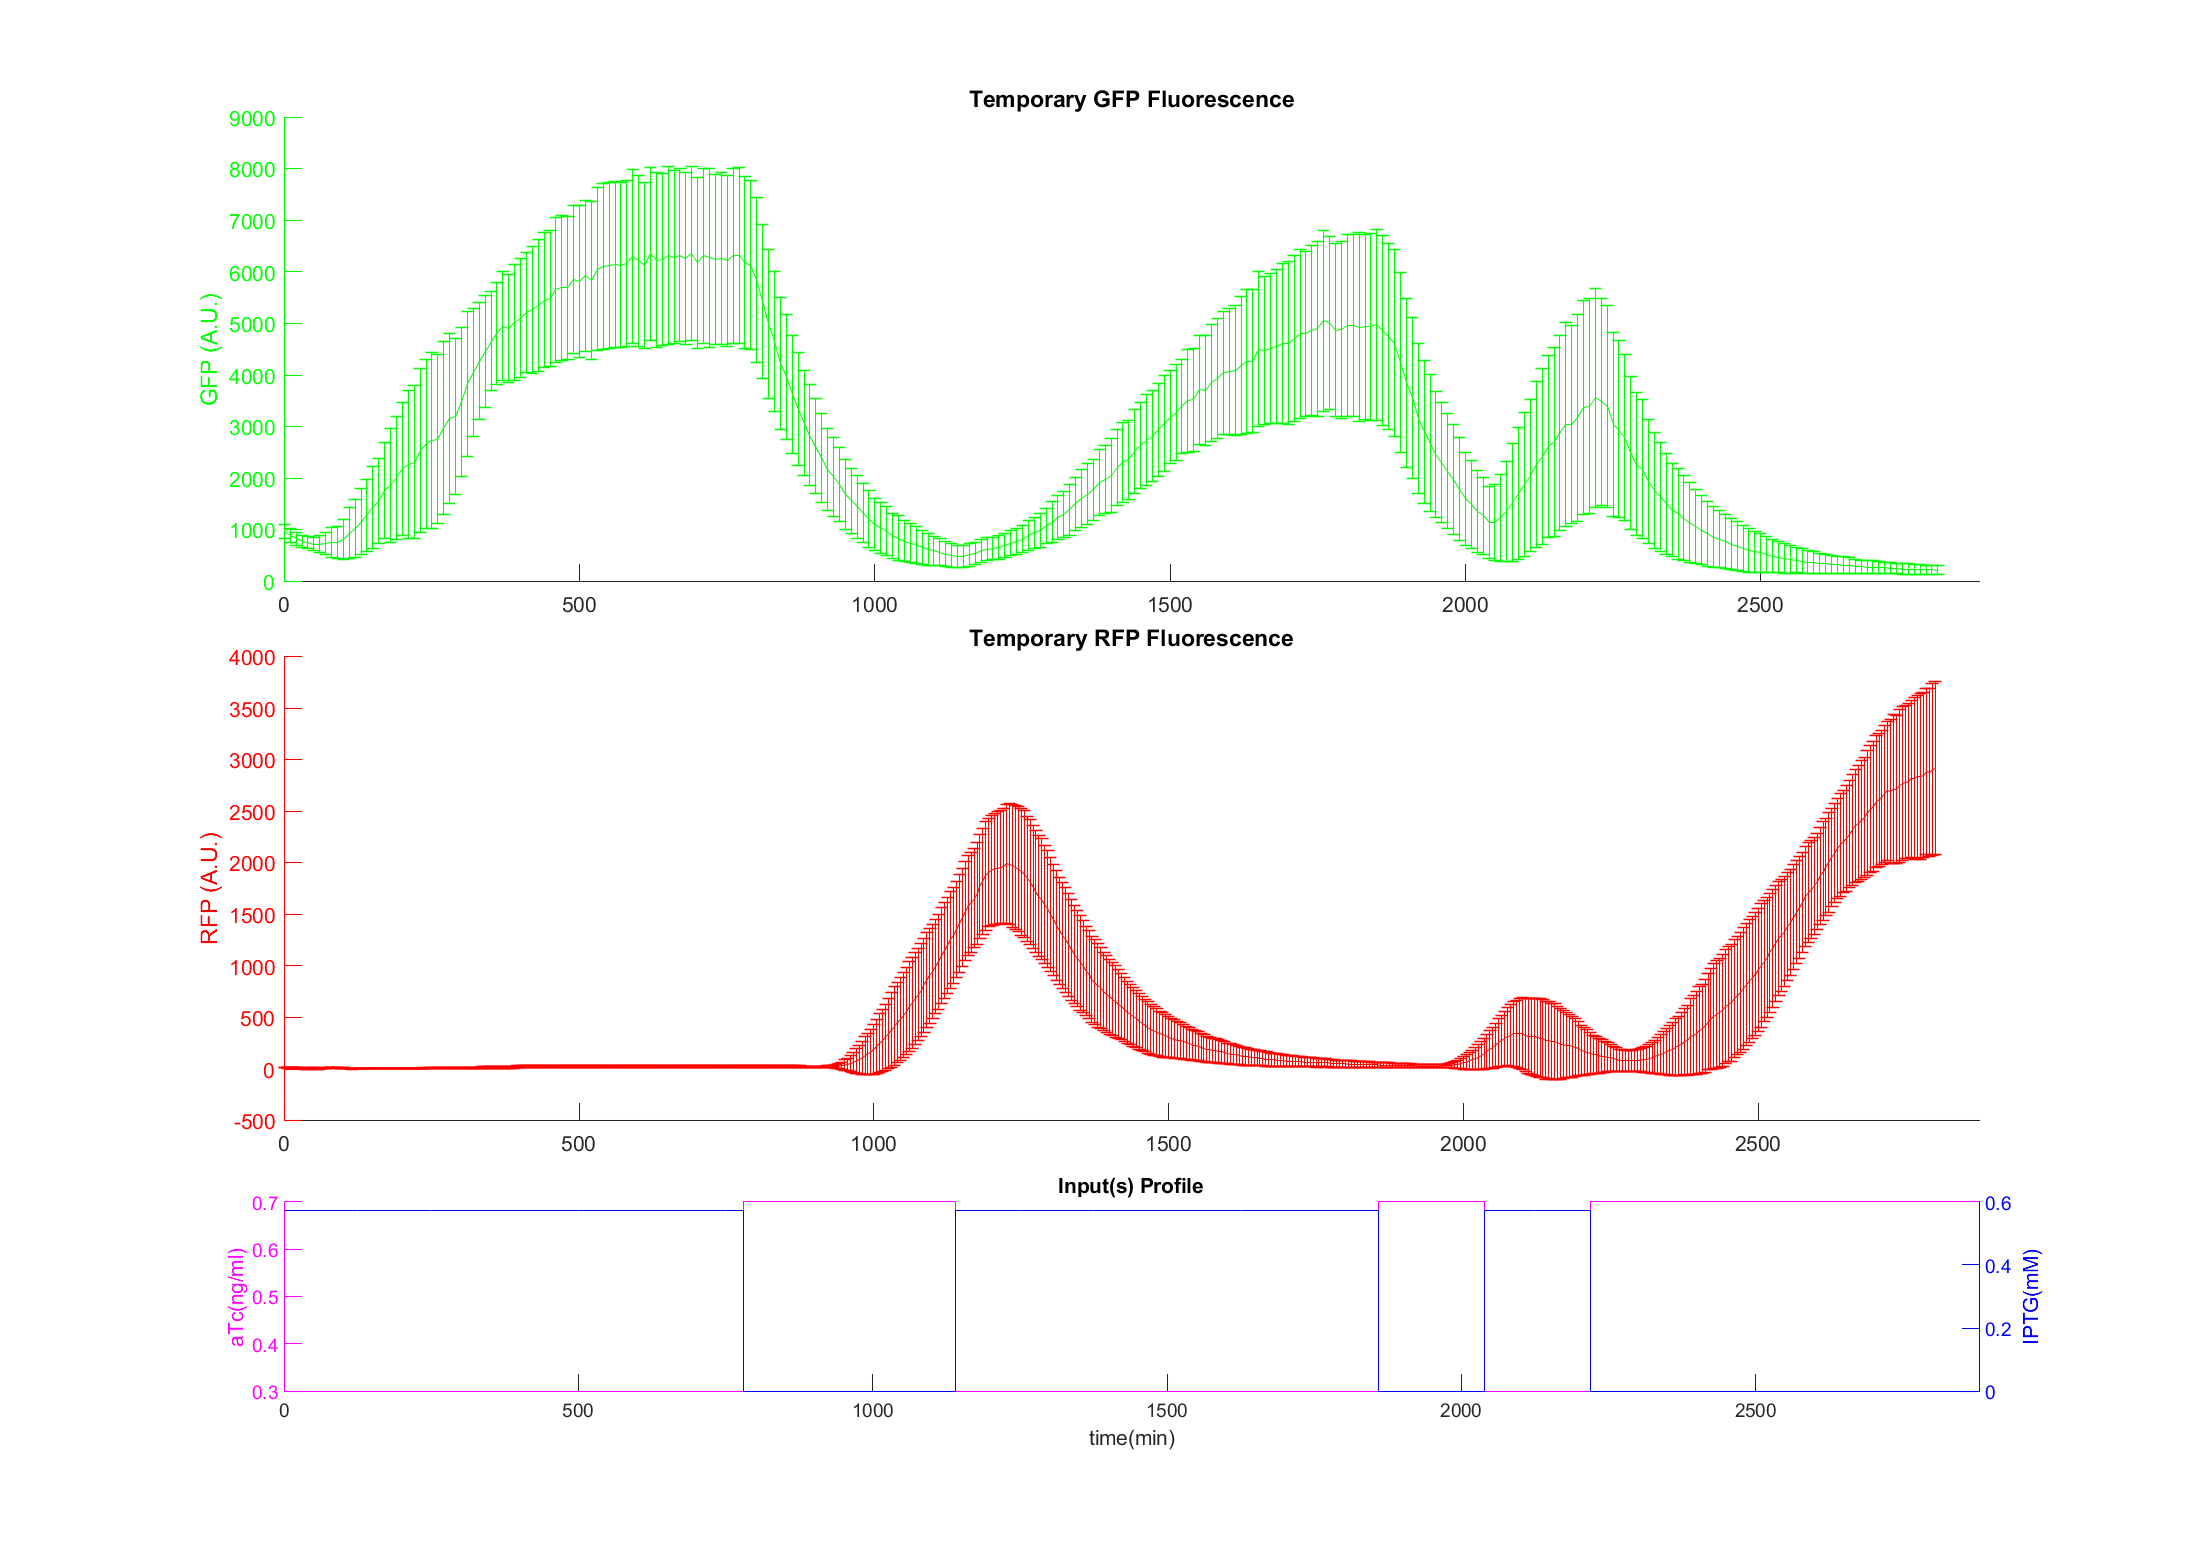 Temporary GFP Fluorescence
9000
8000
7000
6000
5000
4000
3000
2000
1000
0
GFP (A.U.)
0 500 1000 1500 2000 2500
Temporary RFP Fluorescence
4000
3500
3000
2500
2000
1500
1000
500
0
-500
RFP (A.U.)
0 500 1000 1500 2000 2500
Input(s) Profile
0.7
0.6
0.5
0.4
0.3
aTc(ng/ml)
0.6
0.4
0.2
0
IPTG(mM)
0 500 1000 1500 2000 2500
time(min)